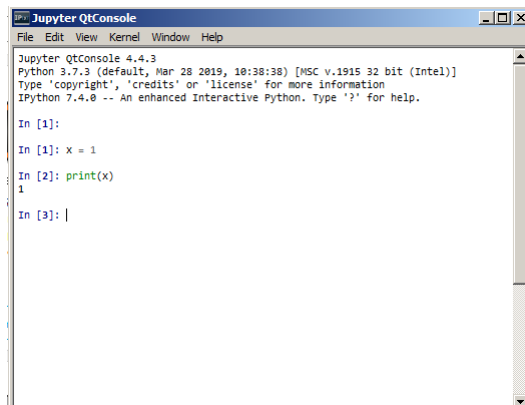 Jupyter QtConsole
File Edit View Kernel Window Help
Jupyter QtConsole 4.4.3
Python 3.7.3 (default, Mar 28 2019, 10:38:38) [MSC v.1915 32 bit (Intel)]
Type 'copyright', 'credits' or 'license' for more information
IPython 7.4.0 -- An enhanced Interactive Python. Type '?' for help.
In [1]:
In [1]: x = 1
In [2]: print(x)
1
In [3]: